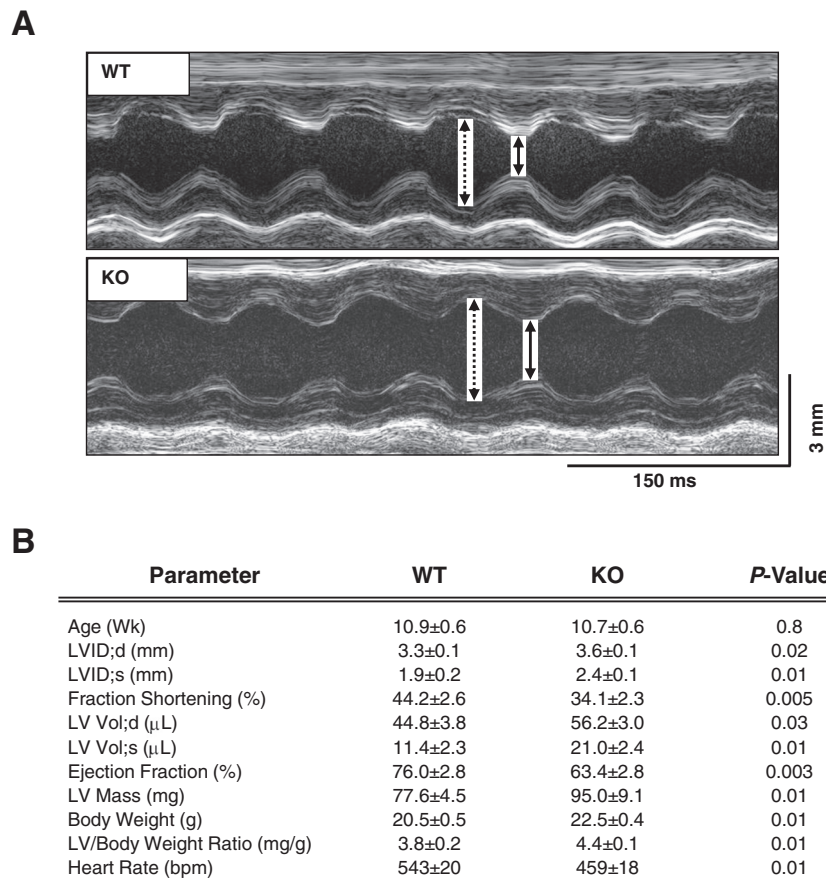 A
WT
KO
3 mm
150 ms
B
Parameter WT KO P-Value
Age (Wk) 10.9±0.6 10.7±0.6 0.8
LVID;d (mm) 3.3±0.1 3.6±0.1 0.02
LVID;s (mm) 1.9±0.2 2.4±0.1 0.01
Fraction Shortening (%) 44.2±2.6 34.1±2.3 0.005
LV Vol;d (μL) 44.8±3.8 56.2±3.0 0.03
LV Vol;s (μL) 11.4±2.3 21.0±2.4 0.01
Ejection Fraction (%) 76.0±2.8 63.4±2.8 0.003
LV Mass (mg) 77.6±4.5 95.0±9.1 0.01
Body Weight (g) 20.5±0.5 22.5±0.4 0.01
LV/Body Weight Ratio (mg/g) 3.8±0.2 4.4±0.1 0.01
Heart Rate (bpm) 543±20 459±18 0.01